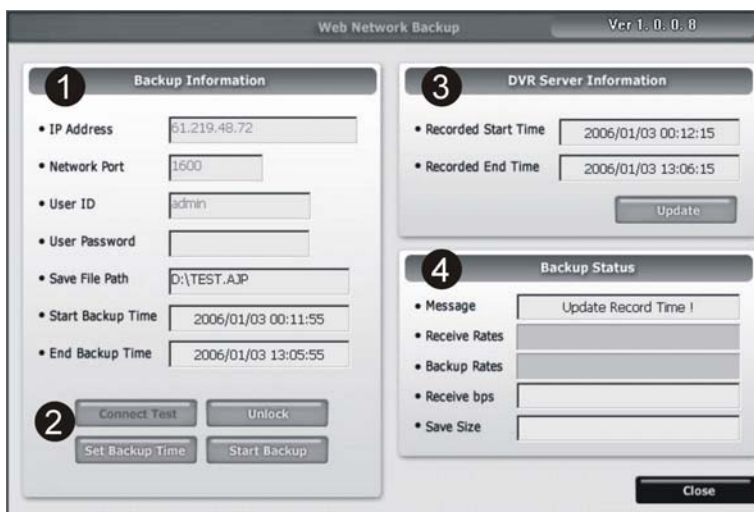 Web Network Backup
Ver 1. 0. 0. 8
1
Backup Information
• IP Address
61.219.48.72
• Network Port
1600
• User ID
admin
• User Password
• Save File Path
D:\TEST.AJP
• Start Backup Time
2006/01/03 00:11:55
• End Backup Time
2006/01/03 13:05:55
2
Connect Test
Unlock
Set Backup Time
Start Backup
3
DVR Server Information
• Recorded Start Time
2006/01/03 00:12:15
• Recorded End Time
2006/01/03 13:06:15
Update
4
Backup Status
• Message
Update Record Time !
• Receive Rates
• Backup Rates
• Receive bps
• Save Size
Close